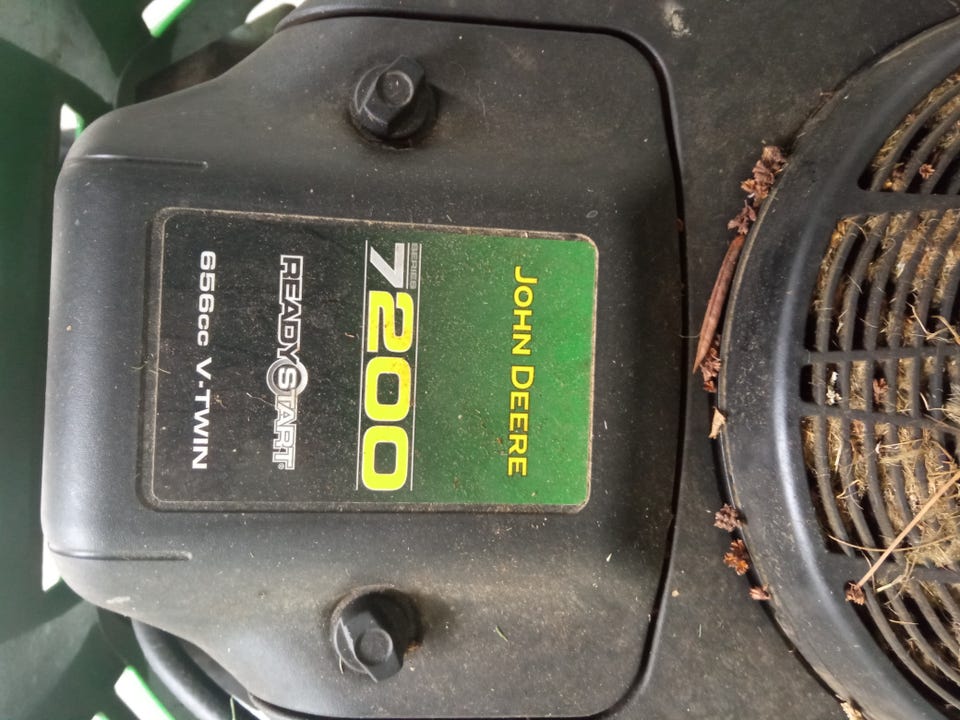 JOHN DEERE
SERIES
7200
READYSTART®
656cc V-TWIN